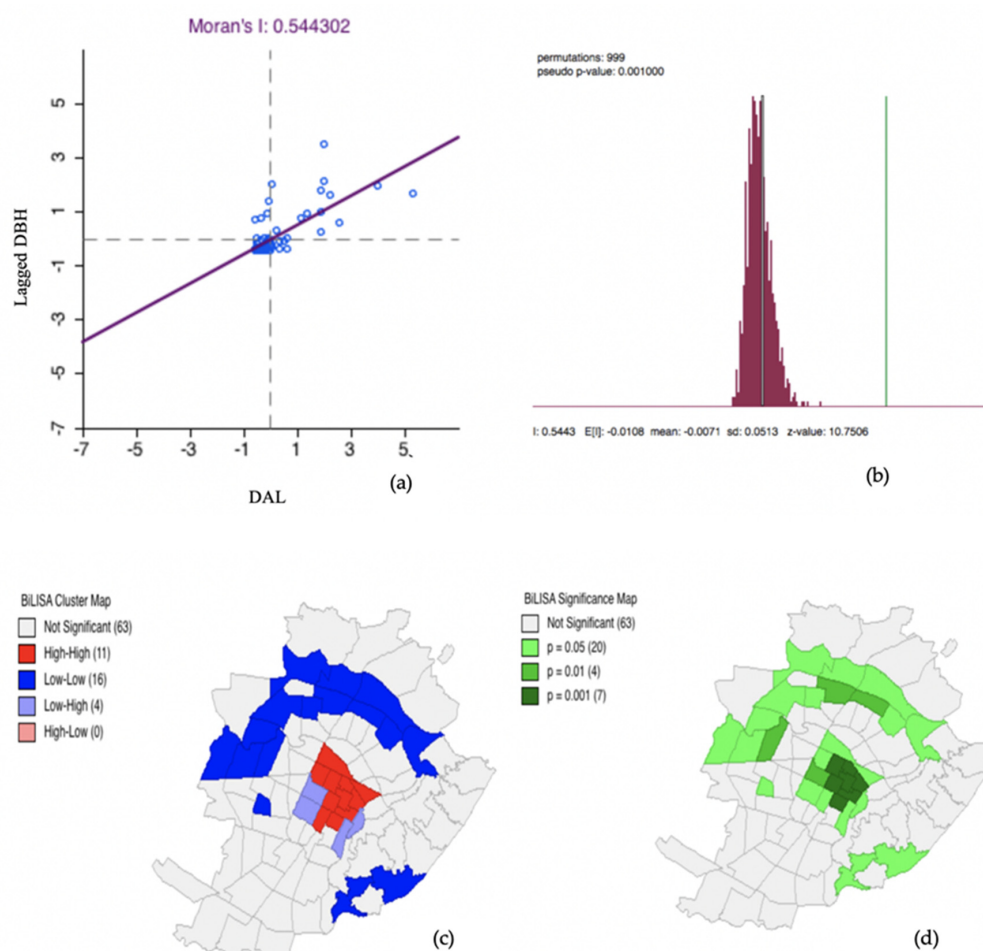 Moran's I: 0.544302
5
3
1
-1
-3
-5
-7
-7 -5 -3 -1 1 3 5
Lagged DBH
DAL
(a)
permutations: 999
pseudo p-value: 0.001000
I: 0.5443 E[I]: -0.0108 mean: -0.0071 sd: 0.0513 z-value: 10.7506
(b)
BiLISA Cluster Map
Not Significant (63)
High-High (11)
Low-Low (16)
Low-High (4)
High-Low (0)
(c)
BiLISA Significance Map
Not Significant (63)
p = 0.05 (20)
p = 0.01 (4)
p = 0.001 (7)
(d)